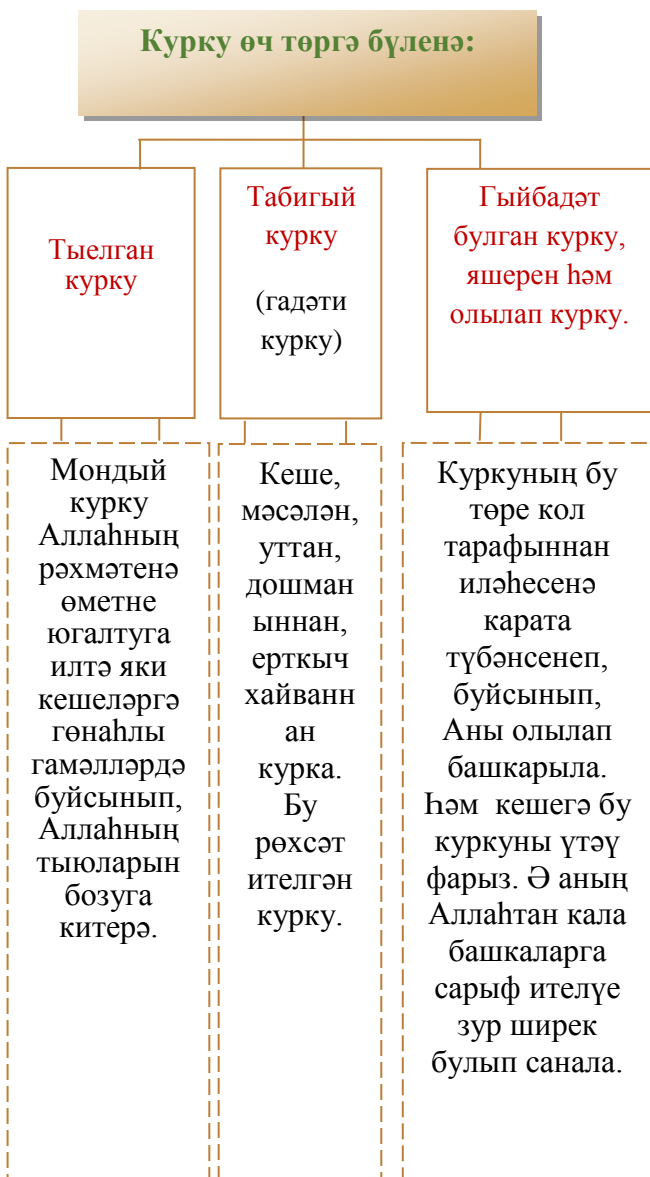 Курку өч төргә бүленә:
Тыелган
курку
Табигый
курку
(гадәти
курку)
Гыйбадәт
булган курку,
яшерен һәм
олылап курку.
Мондый
курку
Аллаһның
рәхмәтенә
өметне
югалтуга
илтә яки
кешеләргә
гөнаһлы
гамәлләрдә
буйсынып,
Аллаһның
тыюларын
бозуга
китерә.
Кеше,
мәсәлән,
уттан,
дошман
ыннан,
ерткыч
хайванн
ан
курка.
Бу
рөхсәт
ителгән
курку.
Куркуның бу
төре кол
тарафыннан
иләһесенә
карата
түбәнсенеп,
буйсынып,
Аны олылап
башкарыла.
Һәм кешегә бу
куркуны үтәү
фарыз. Ә аның
Аллаһтан кала
башкаларга
сарыф ителүе
зур ширек
булып санала.